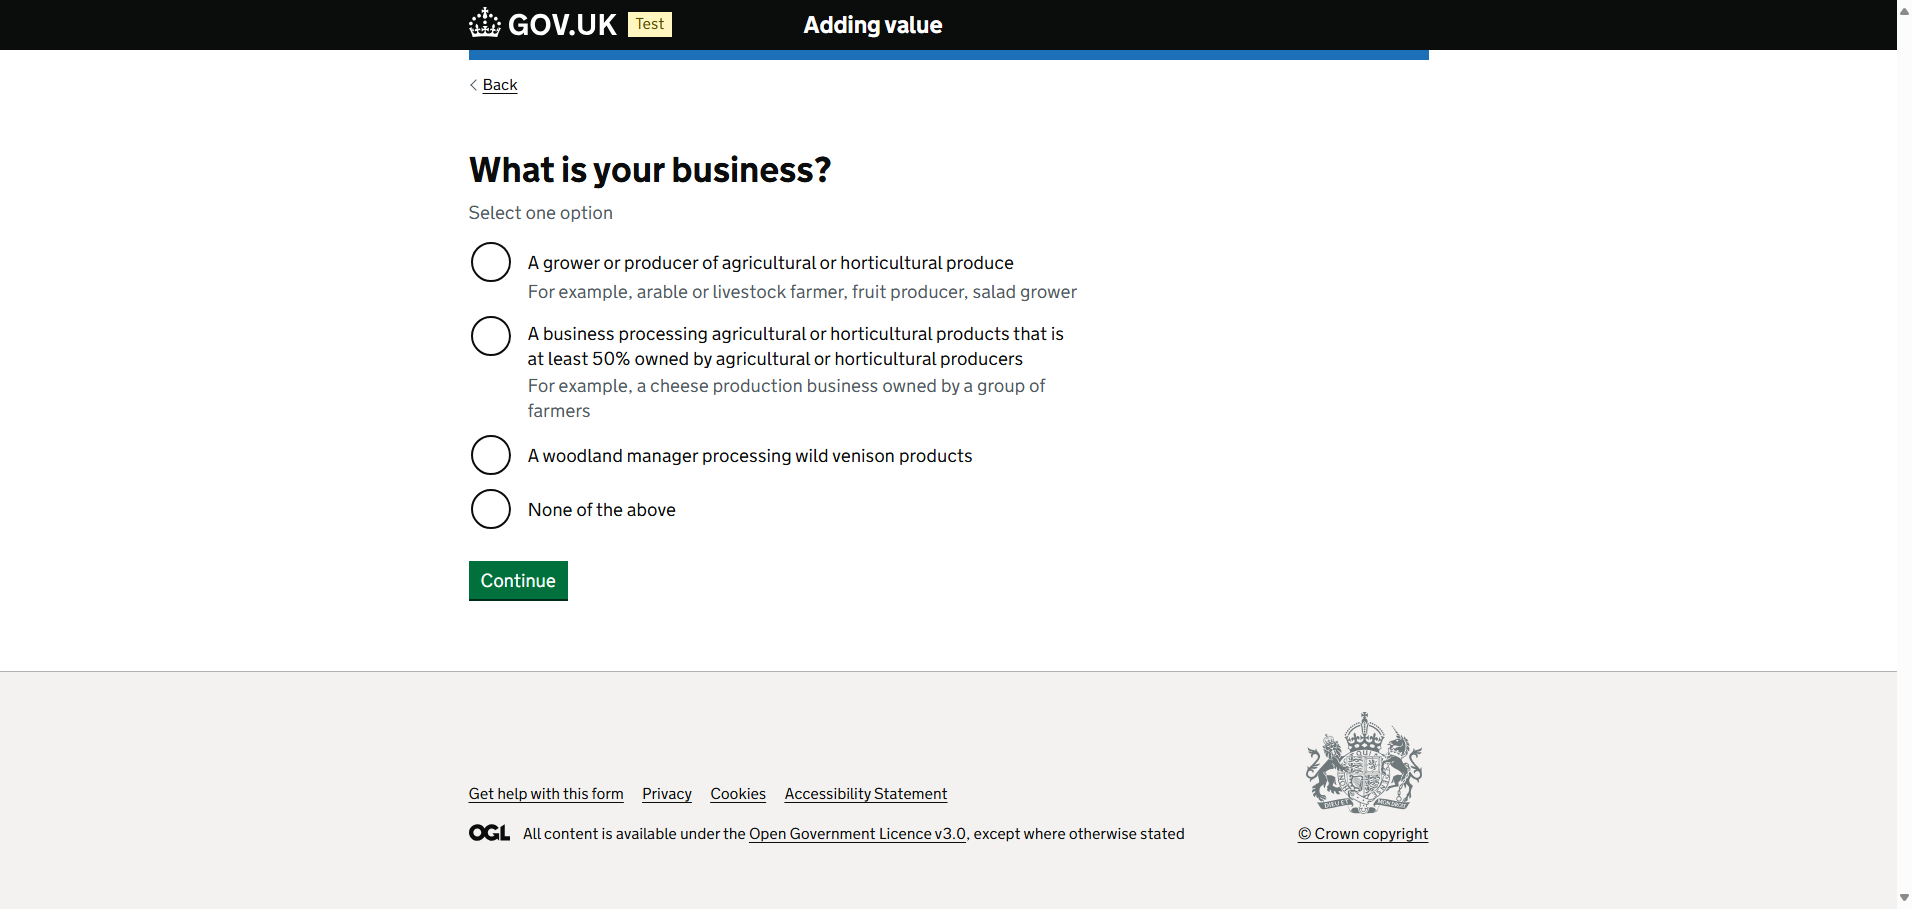 GOV.UK Test Adding value
Back
What is your business?
Select one option
A grower or producer of agricultural or horticultural produce
For example, arable or livestock farmer, fruit producer, salad grower
A business processing agricultural or horticultural products that is
at least 50% owned by agricultural or horticultural producers
For example, a cheese production business owned by a group of
farmers
A woodland manager processing wild venison products
None of the above
Continue
Get help with this form Privacy Cookies Accessibility Statement
OGL All content is available under the Open Government Licence v3.0, except where otherwise stated
© Crown copyright